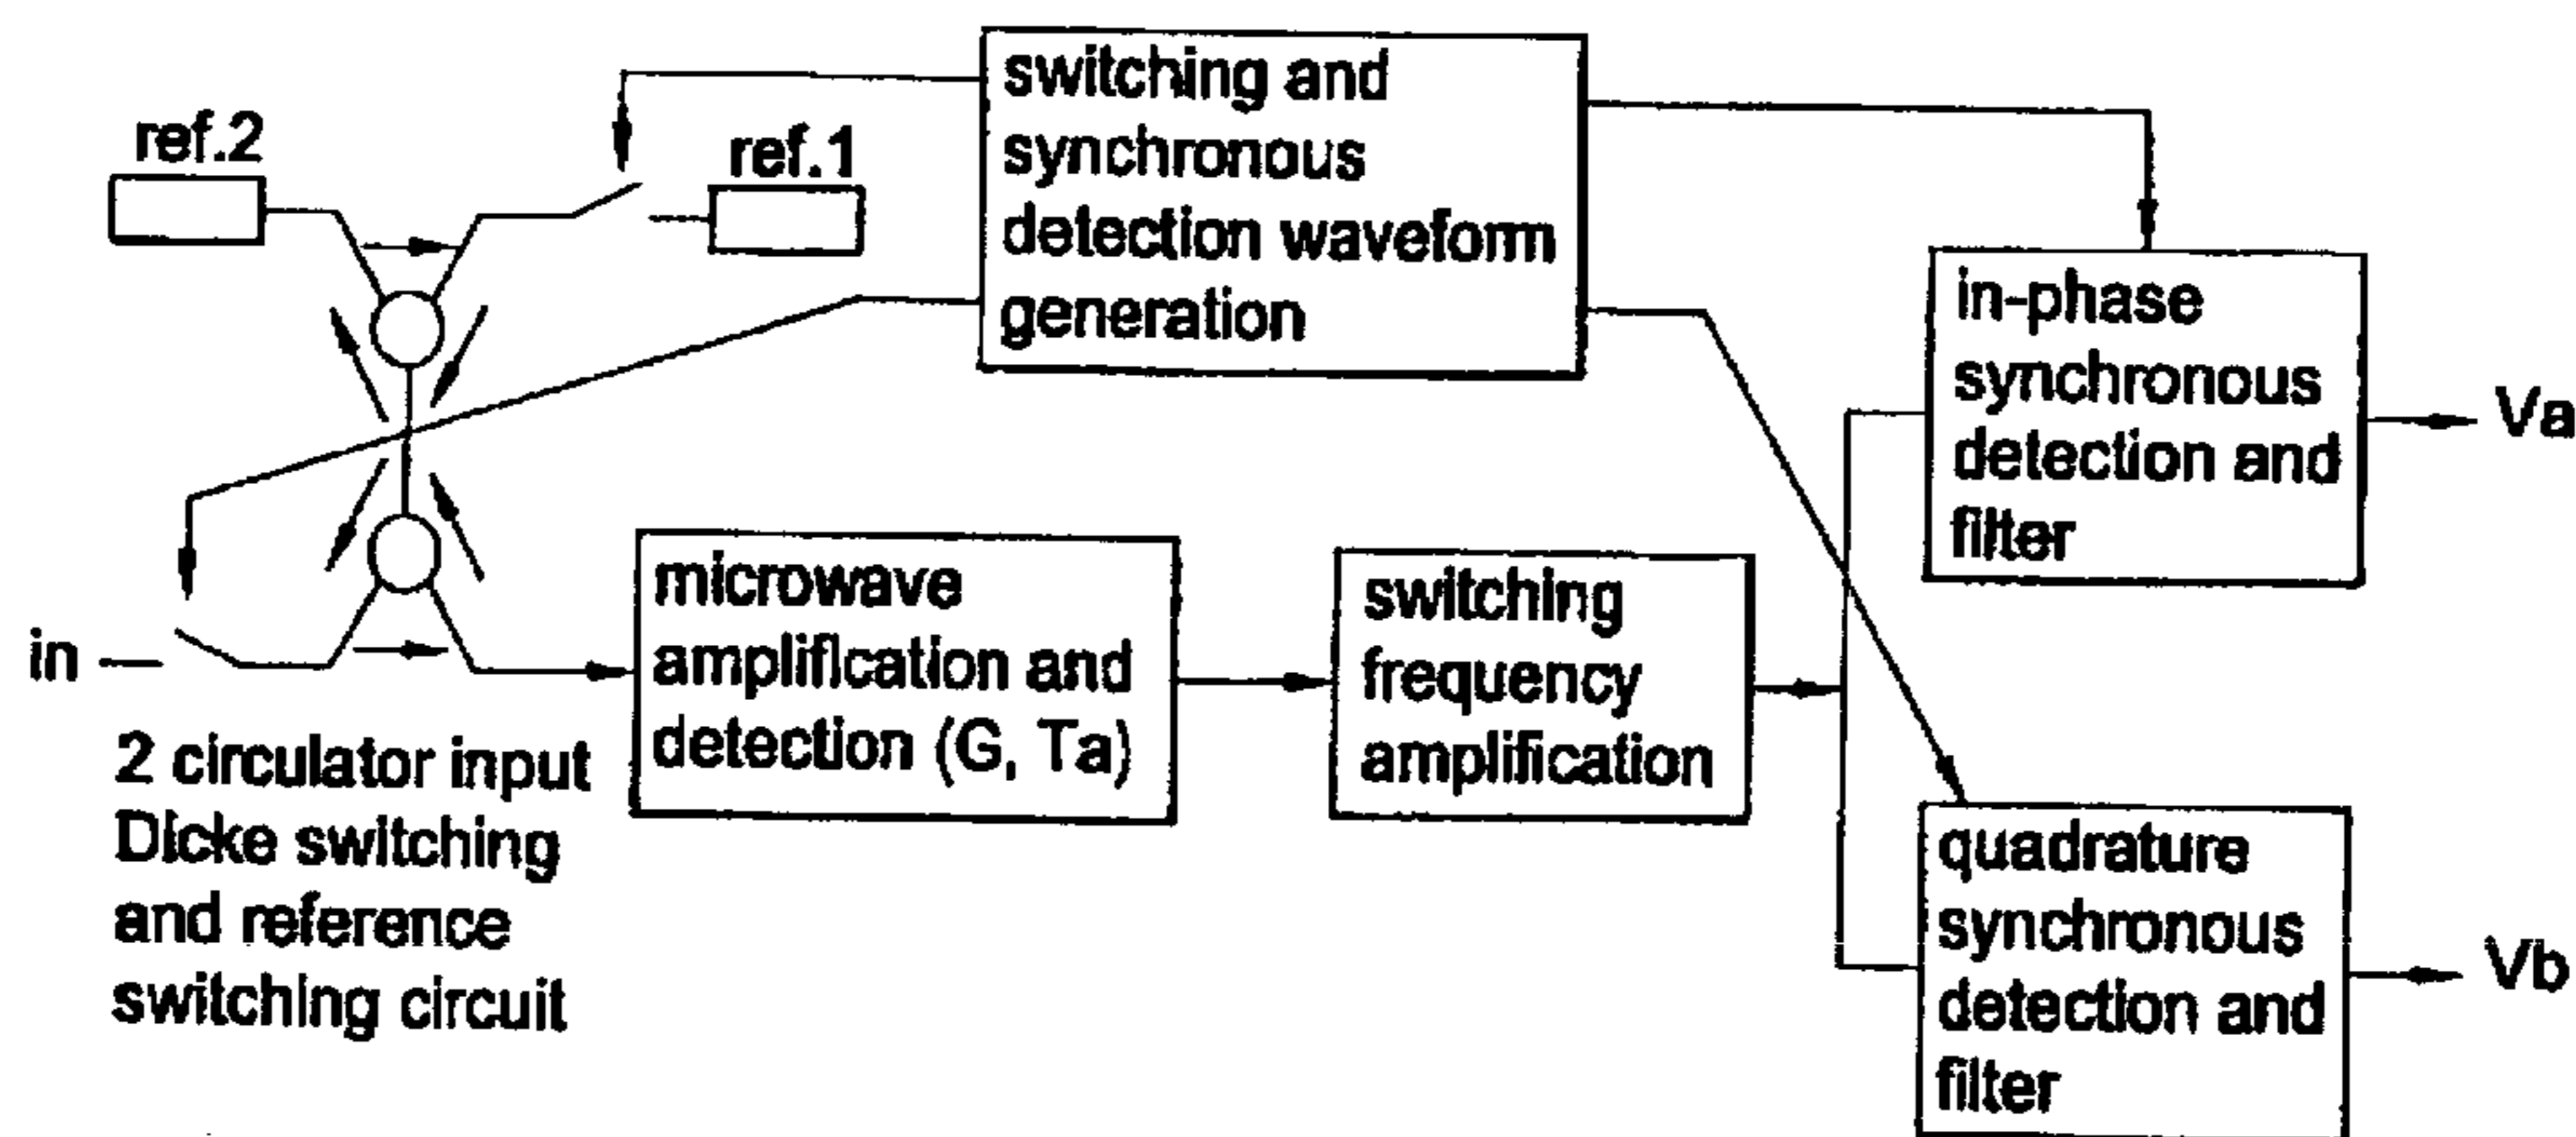 ref.2
ref.1
switching and
synchronous
detection waveform
generation
in-phase
synchronous
detection and
filter
Va
in
microwave
amplification and
detection (G, Ta)
switching
frequency
amplification
2 circulator input
Dicke switching
and reference
switching circuit
quadrature
synchronous
detection and
filter
Vb